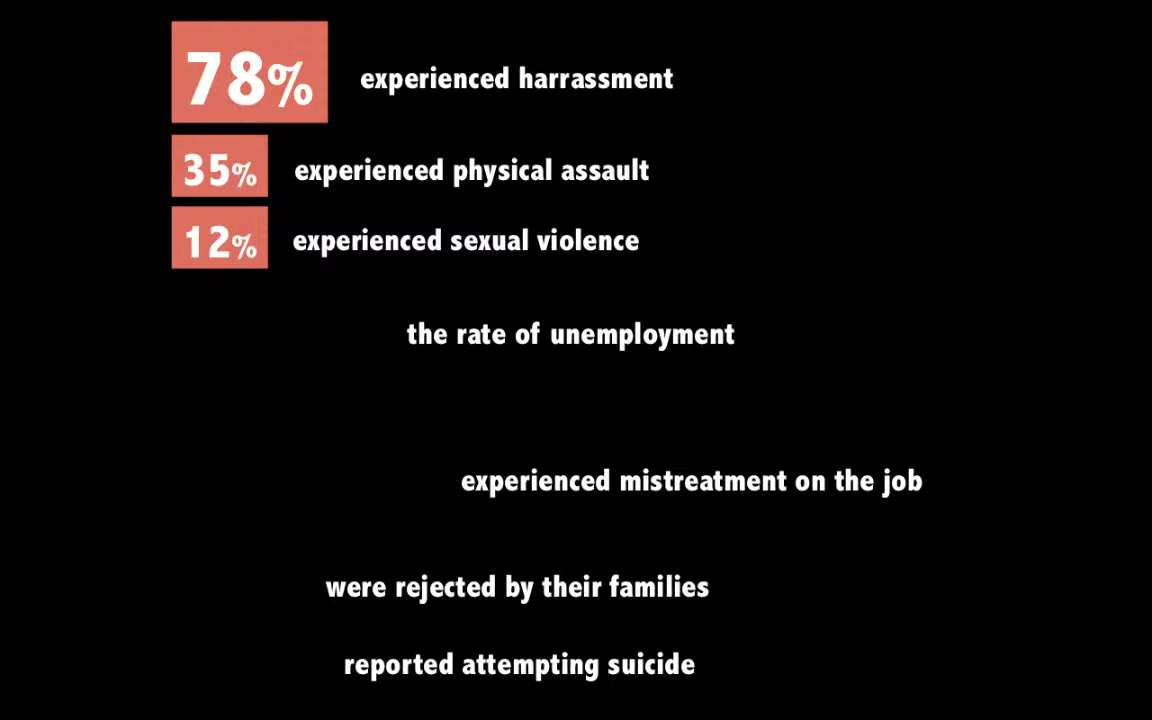 78% experienced harrassment
35% experienced physical assault
12% experienced sexual violence
the rate of unemployment
experienced mistreatment on the job
were rejected by their families
reported attempting suicide